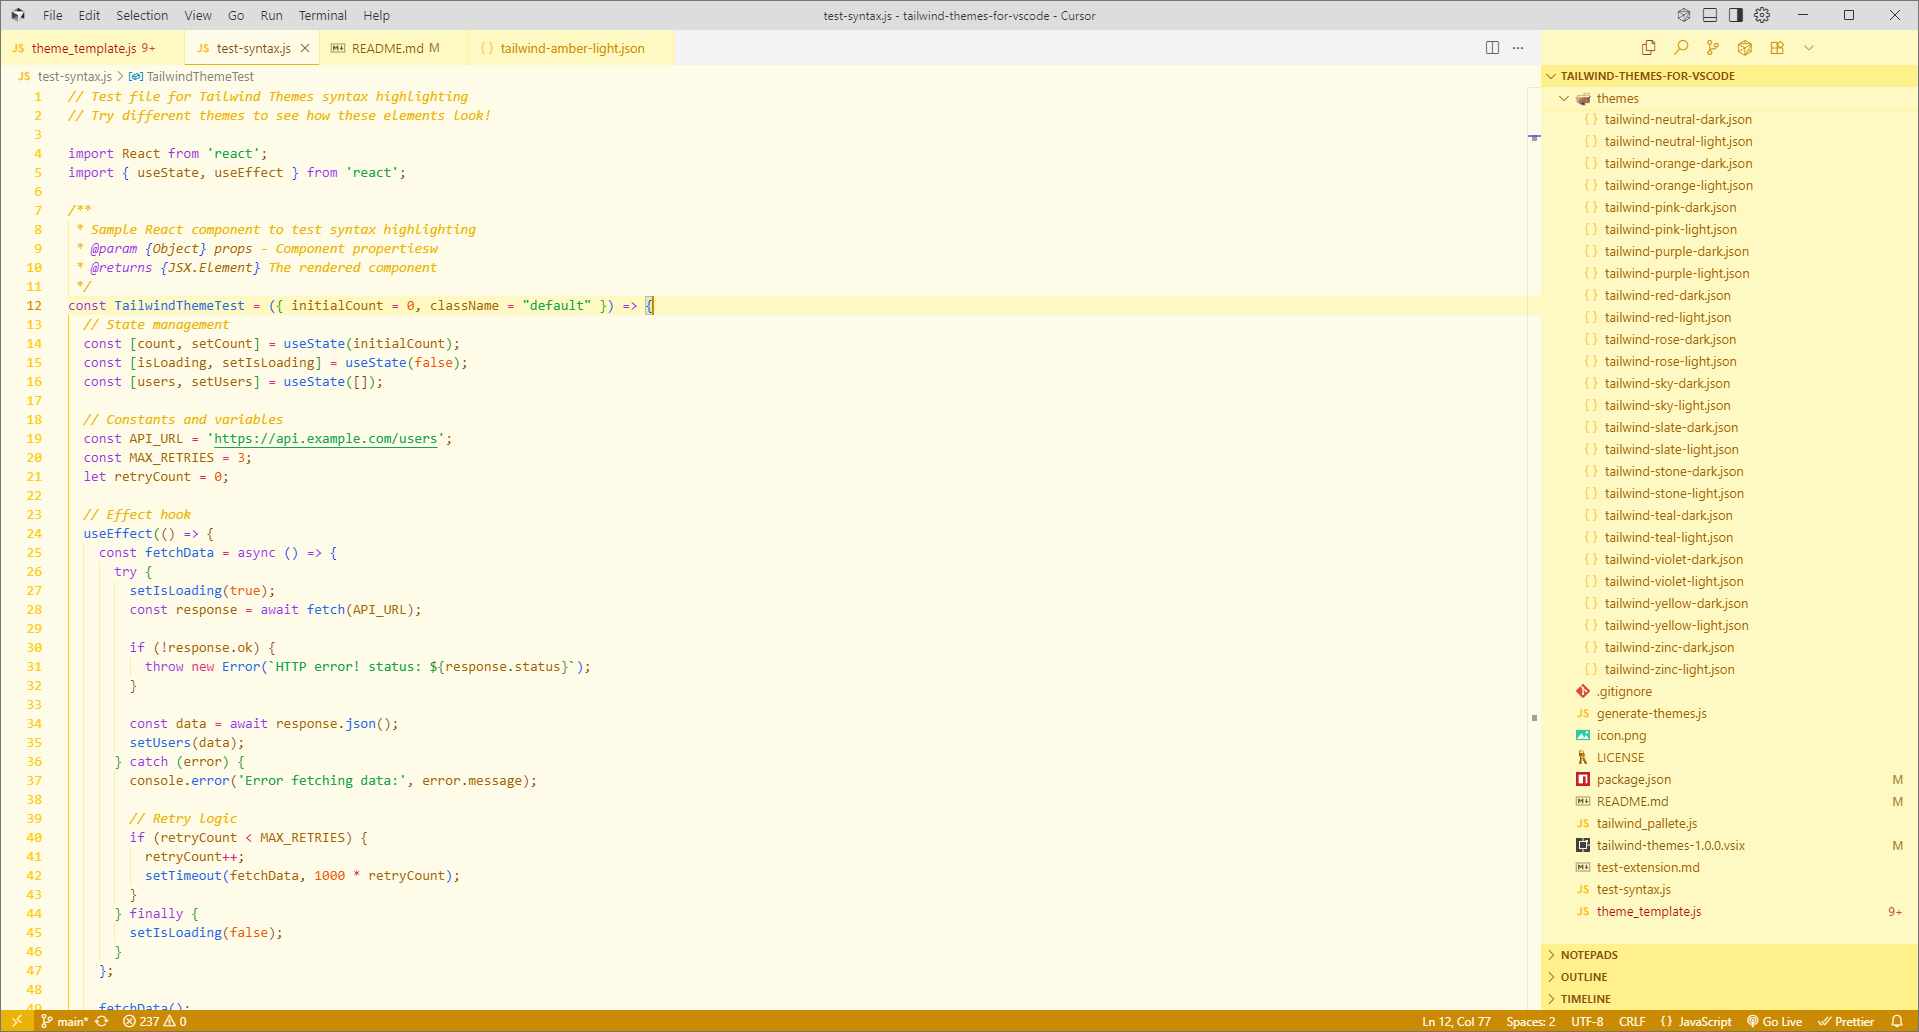 File Edit Selection View Go Run Terminal Help
test-syntax.js - tailwind-themes-for-vscode - Cursor
JS theme_template.js 9+
JS test-syntax.js
README.md M
{ } tailwind-amber-light.json
JS test-syntax.js > TailwindThemeTest
1 // Test file for Tailwind Themes syntax highlighting
2 // Try different themes to see how these elements look!
3
4 import React from 'react';
5 import { useState, useEffect } from 'react';
6
7 /**
8  * Sample React component to test syntax highlighting
9  * @param {Object} props - Component propertiesw
10  * @returns {JSX.Element} The rendered component
11  */
12 const TailwindThemeTest = ({ initialCount = 0, className = "default" }) => {
13   // State management
14   const [count, setCount] = useState(initialCount);
15   const [isLoading, setIsLoading] = useState(false);
16   const [users, setUsers] = useState([]);
17
18   // Constants and variables
19   const API_URL = 'https://api.example.com/users';
20   const MAX_RETRIES = 3;
21   let retryCount = 0;
22
23   // Effect hook
24   useEffect(() => {
25     const fetchData = async () => {
26       try {
27         setIsLoading(true);
28         const response = await fetch(API_URL);
29
30         if (!response.ok) {
31           throw new Error(`HTTP error! status: ${response.status}`);
32         }
33
34         const data = await response.json();
35         setUsers(data);
36       } catch (error) {
37         console.error('Error fetching data:', error.message);
38
39         // Retry logic
40         if (retryCount < MAX_RETRIES) {
41           retryCount++;
42           setTimeout(fetchData, 1000 * retryCount);
43         }
44       } finally {
45         setIsLoading(false);
46       }
47     };
48
49     fetchData();
TAILWIND-THEMES-FOR-VSCODE
themes
{ } tailwind-neutral-dark.json
{ } tailwind-neutral-light.json
{ } tailwind-orange-dark.json
{ } tailwind-orange-light.json
{ } tailwind-pink-dark.json
{ } tailwind-pink-light.json
{ } tailwind-purple-dark.json
{ } tailwind-purple-light.json
{ } tailwind-red-dark.json
{ } tailwind-red-light.json
{ } tailwind-rose-dark.json
{ } tailwind-rose-light.json
{ } tailwind-sky-dark.json
{ } tailwind-sky-light.json
{ } tailwind-slate-dark.json
{ } tailwind-slate-light.json
{ } tailwind-stone-dark.json
{ } tailwind-stone-light.json
{ } tailwind-teal-dark.json
{ } tailwind-teal-light.json
{ } tailwind-violet-dark.json
{ } tailwind-violet-light.json
{ } tailwind-yellow-dark.json
{ } tailwind-yellow-light.json
{ } tailwind-zinc-dark.json
{ } tailwind-zinc-light.json
.gitignore
JS generate-themes.js
icon.png
LICENSE
package.json M
README.md M
JS tailwind_pallete.js
tailwind-themes-1.0.0.vsix M
test-extension.md
JS test-syntax.js
JS theme_template.js 9+
NOTEPADS
OUTLINE
TIMELINE
main* 237 0
Ln 12, Col 77 Spaces: 2 UTF-8 CRLF { } JavaScript Go Live Prettier